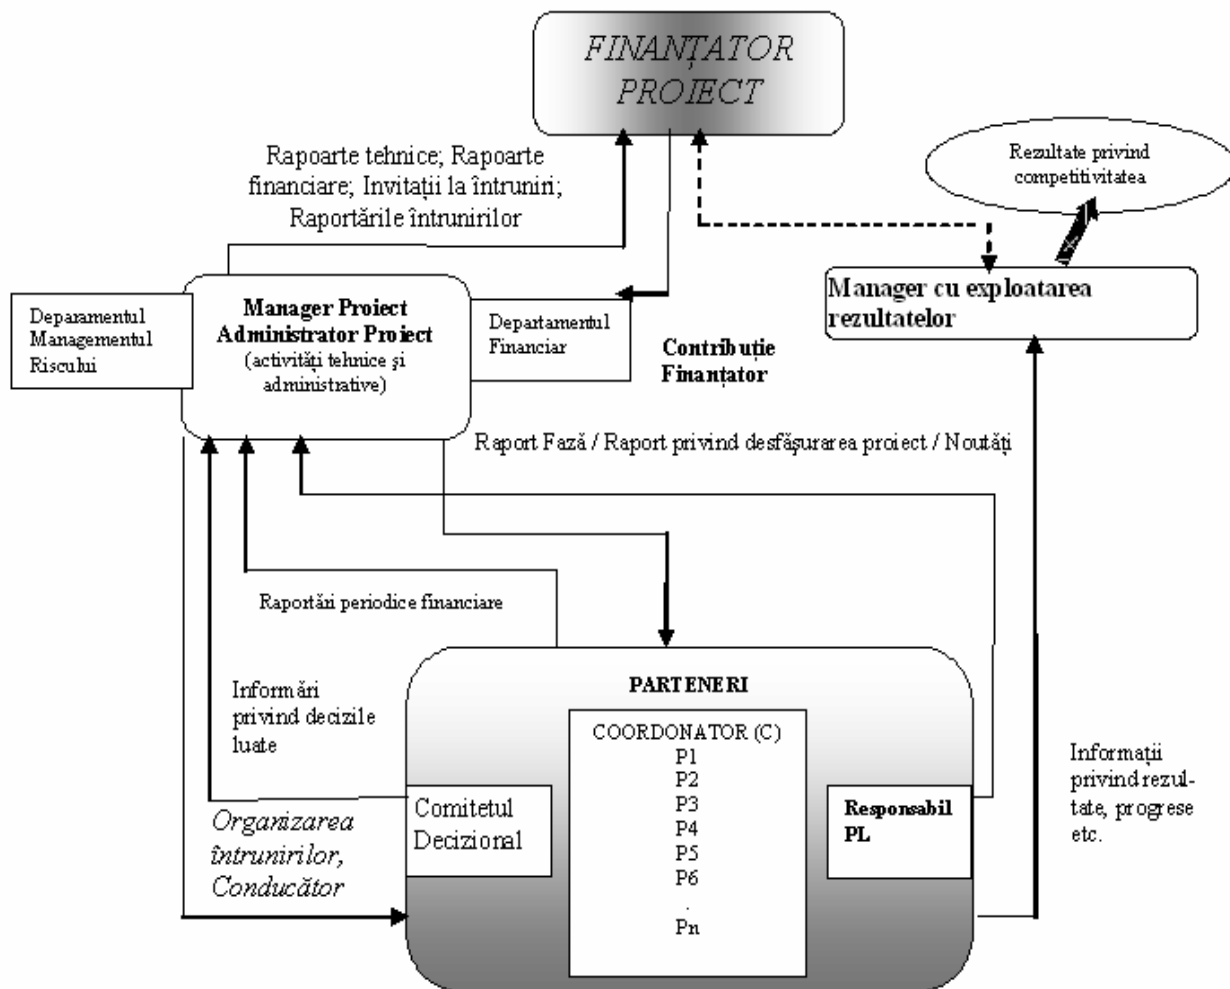 FINANȚATOR
PROIECT
Rapoarte tehnice; Rapoarte
financiare; Invitații la întruniri;
Raportările întrunirilor
Rezultate privind
competitivitatea
Manager cu exploatarea
rezultatelor
Deparamentul
Managementul
Riscului
Manager Proiect
Administrator Proiect
(activități tehnice și
administrative)
Departamentul
Financiar
Contribuție
Finanțator
Raport Fază / Raport privind desfășurarea proiect / Noutăți
Raportări periodice financiare
Informări
privind decizile
luate
PARTENERI
COORDONATOR (C)
P1
P2
P3
P4
P5
P6
.
Pn
Comitetul
Decizional
Responsabil
PL
Organizarea
întrunirilor,
Conducător
Informații
privind rezul-
tate, progrese
etc.